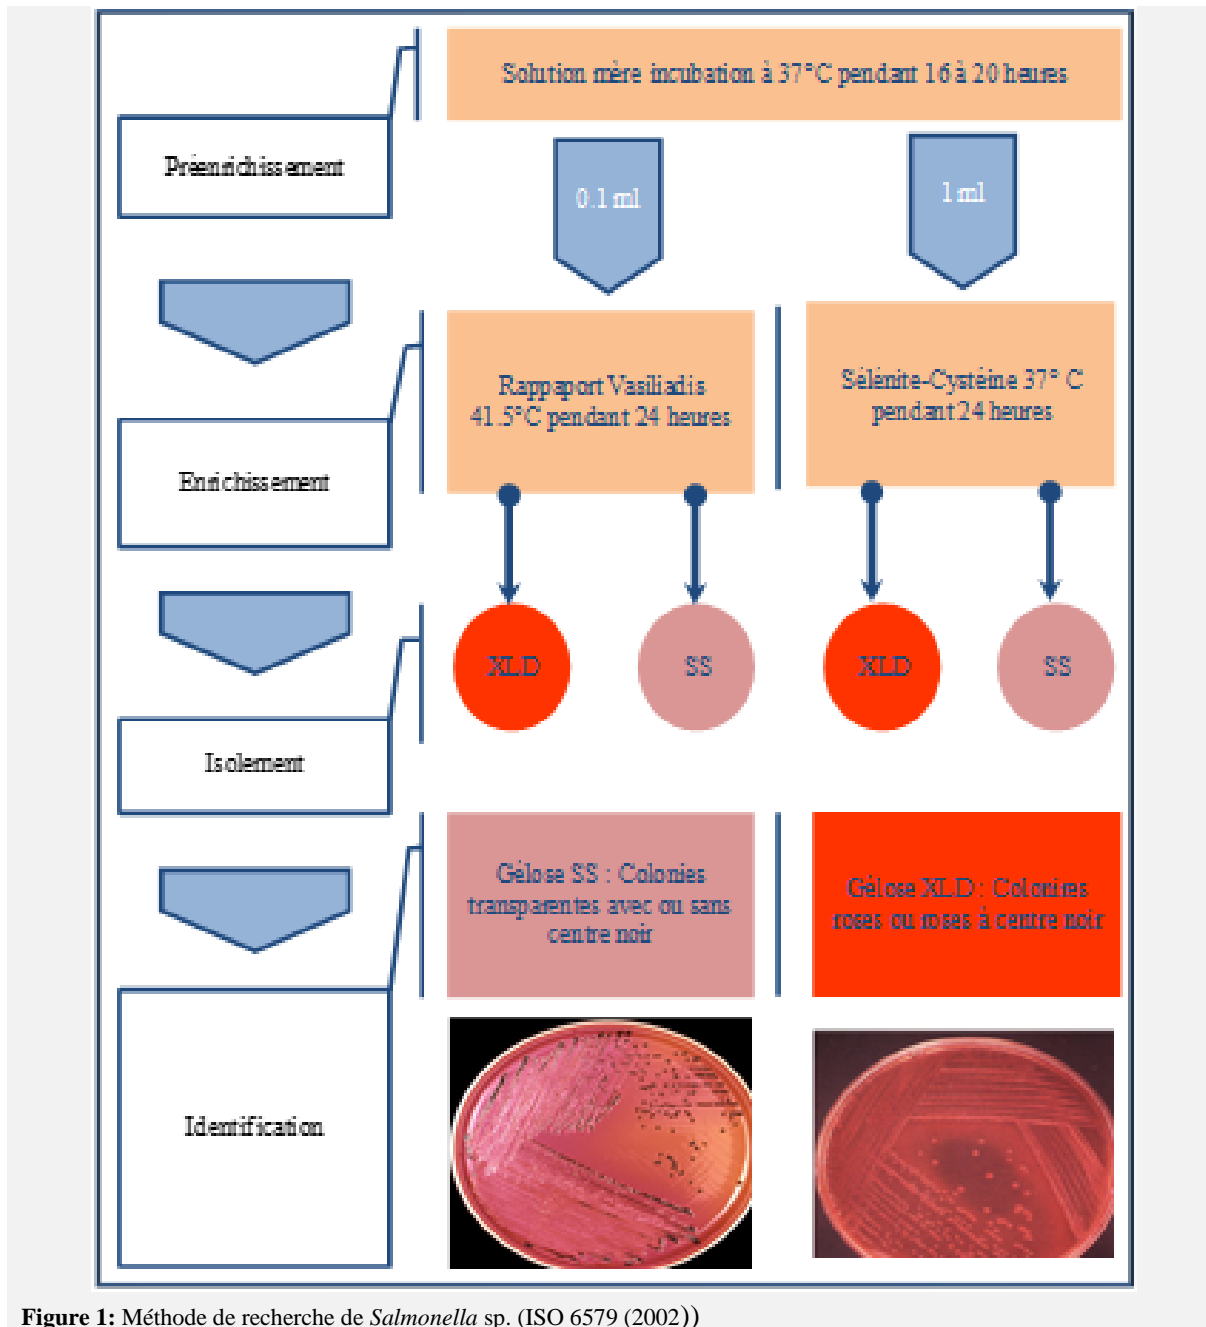 Solution mère incubation à 37°C pendant 16 à 20 heures
Préenrichissement
0.1 ml
1 ml
Rappaport Vasiliadis
41.5°C pendant 24 heures
Sélénite-Cystéine 37° C
pendant 24 heures
Enrichissement
XLD
SS
XLD
SS
Isolement
Gélose SS : Colonies
transparentes avec ou sans
centre noir
Gélose XLD : Colonires
roses ou roses à centre noir
Identification
Figure 1: Méthode de recherche de Salmonella sp. (ISO 6579 (2002))